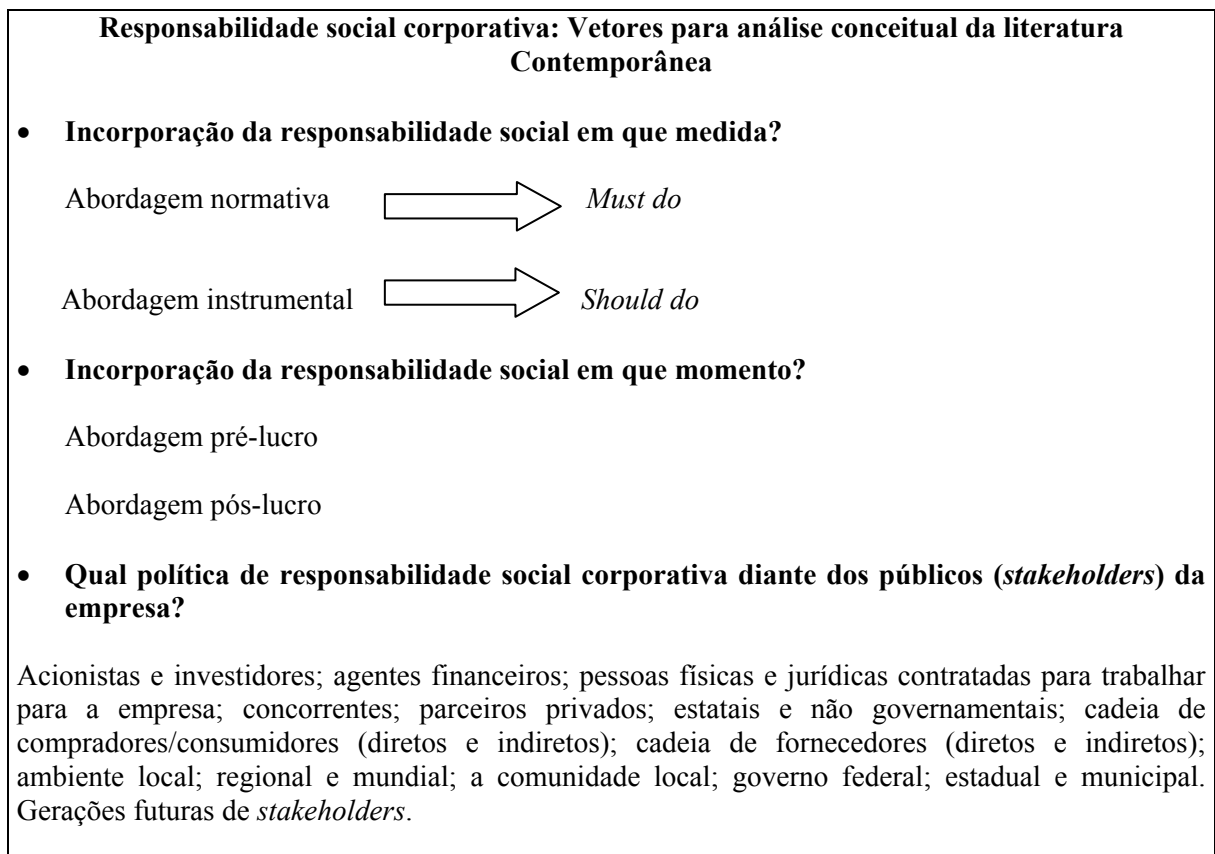 Responsabilidade social corporativa: Vetores para análise conceitual da literatura
Contemporânea
• Incorporação da responsabilidade social em que medida?
Abordagem normativa Must do
Abordagem instrumental Should do
• Incorporação da responsabilidade social em que momento?
Abordagem pré-lucro
Abordagem pós-lucro
• Qual política de responsabilidade social corporativa diante dos públicos (stakeholders) da
empresa?
Acionistas e investidores; agentes financeiros; pessoas físicas e jurídicas contratadas para trabalhar
para a empresa; concorrentes; parceiros privados; estatais e não governamentais; cadeia de
compradores/consumidores (diretos e indiretos); cadeia de fornecedores (diretos e indiretos);
ambiente local; regional e mundial; a comunidade local; governo federal; estadual e municipal.
Gerações futuras de stakeholders.